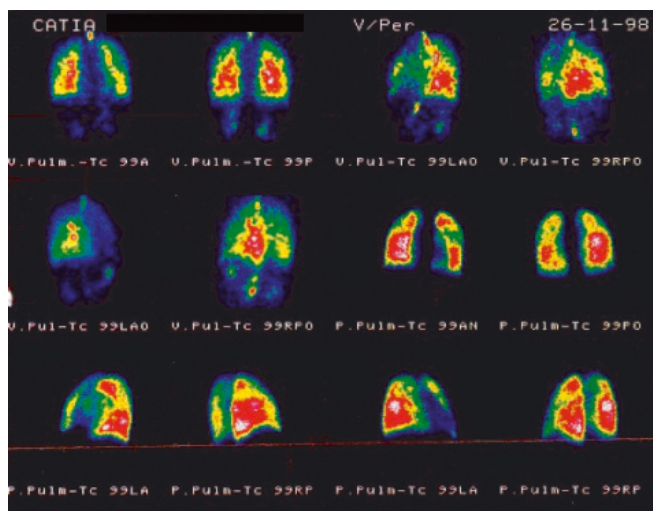 CATIA V/Per 26-11-98
V.Pulm.-Tc 99A V.Pulm.-Tc 99P V.Pul-Tc 99LAO V.Pul-Tc 99RPO
V.Pul-Tc 99LAO V.Pul-Tc 99RPO P.Pulm-Tc 99AN P.Pulm-Tc 99PO
P.Pulm-Tc 99LA P.Pulm-Tc 99RP P.Pulm-Tc 99LA P.Pulm-Tc 99RP